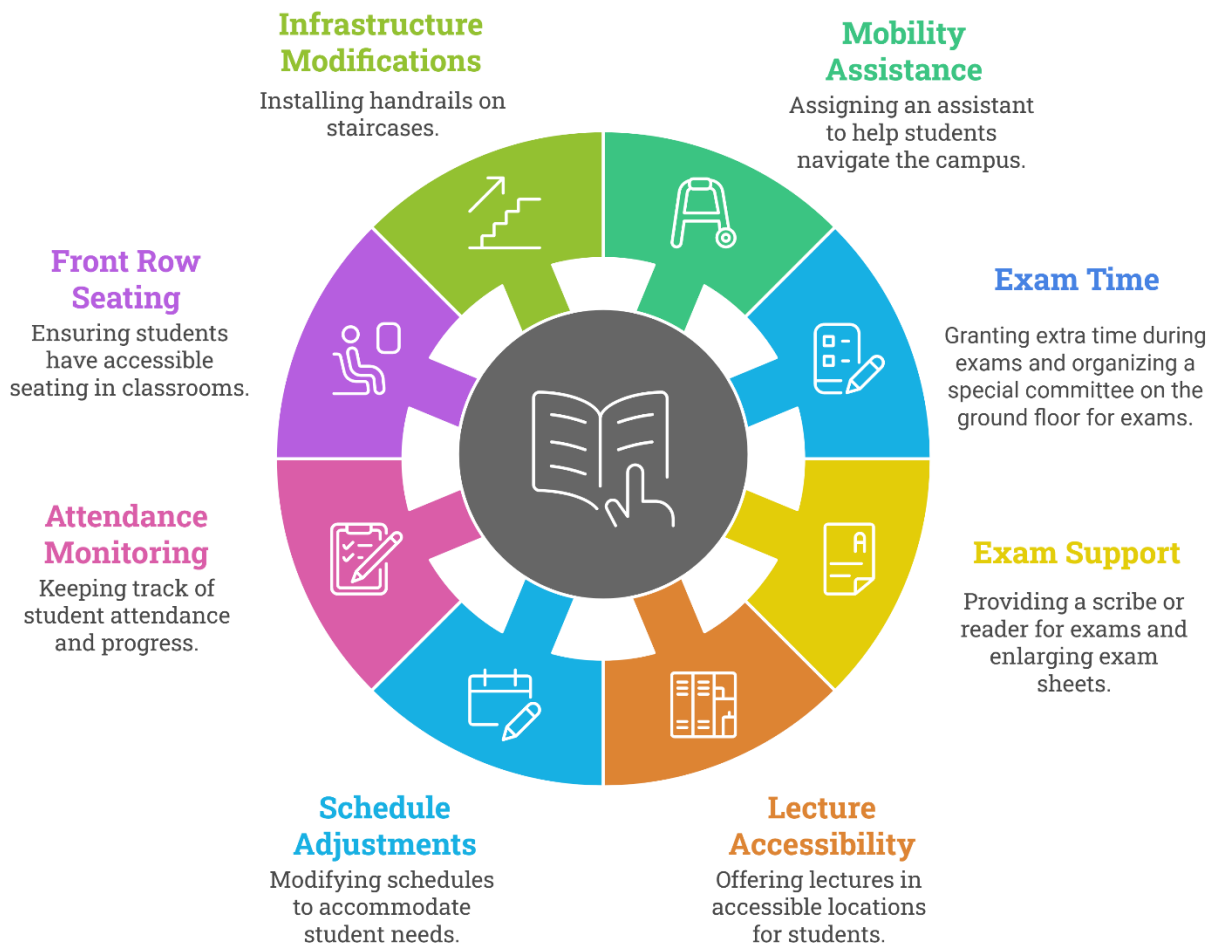 Infrastructure
Modifications
Installing handrails on
staircases.
Mobility
Assistance
Assigning an assistant
to help students
navigate the campus.
Exam Time
Granting extra time during
exams and organizing a
special committee on the
ground floor for exams.
Exam Support
Providing a scribe or
reader for exams and
enlarging exam
sheets.
A
Lecture
Accessibility
Offering lectures in
accessible locations
for students.
Schedule
Adjustments
Modifying schedules
to accommodate
student needs.
Attendance
Monitoring
Keeping track of
student attendance
and progress.
Front Row
Seating
Ensuring students
have accessible
seating in classrooms.